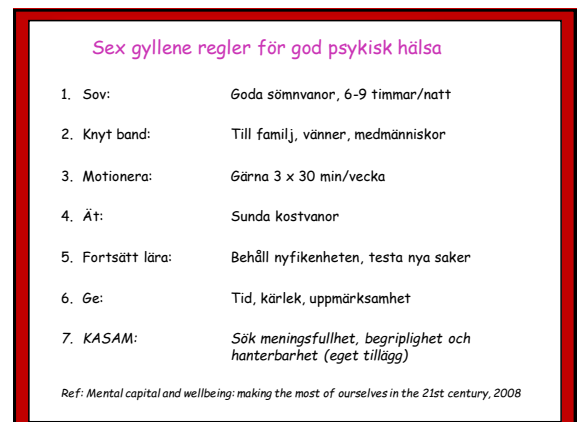 Sex gyllene regler för god psykisk hälsa
1. Sov: Goda sömnvanor, 6-9 timmar/natt
2. Knyt band: Till familj, vänner, medmänniskor
3. Motionera: Gärna 3 x 30 min/vecka
4. Ät: Sunda kostvanor
5. Fortsätt lära: Behåll nyfikenheten, testa nya saker
6. Ge: Tid, kärlek, uppmärksamhet
7. KASAM: Sök meningsfullhet, begriplighet och
hanterbarhet (eget tillägg)
Ref: Mental capital and wellbeing: making the most of ourselves in the 21st century, 2008